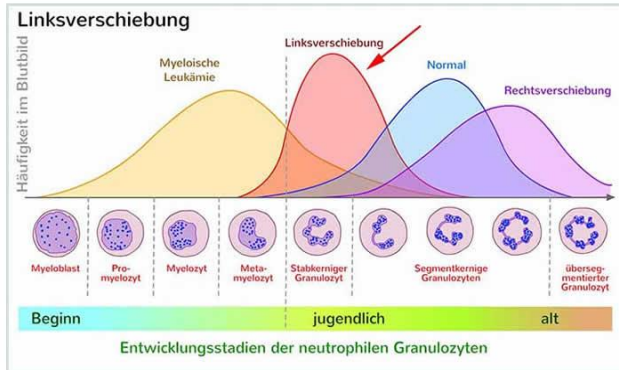 Linksverschiebung
Häufigkeit im Blutbild
Myeloische
Leukämie
Linksverschiebung
Normal
Rechtsverschiebung
Myeloblast
Pro-
myelozyt
Myelozyt
Meta-
myelozyt
Stabkerniger
Granulozyt
Segmentkernige
Granulozyten
überseg-
mentierter
Granulozyt
Beginn jugendlich alt
Entwicklungsstadien der neutrophilen Granulozyten